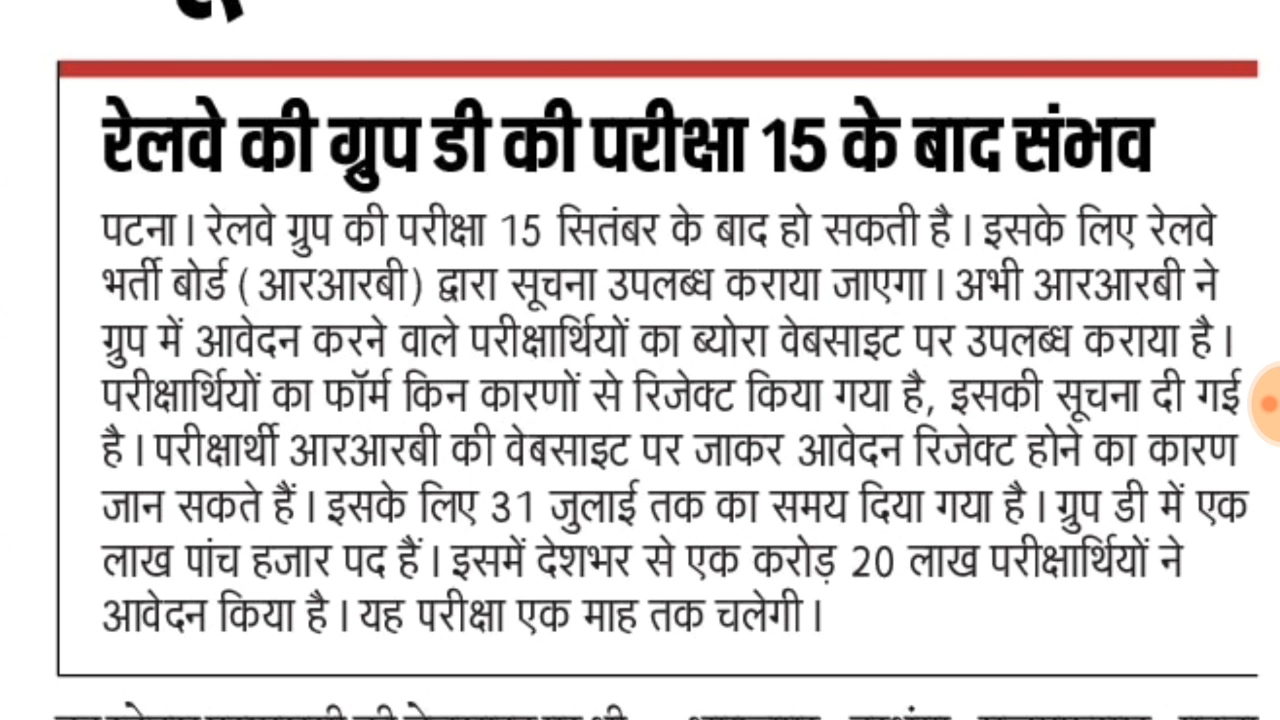 रेलवे की ग्रुप डी की परीक्षा 15 के बाद संभव
पटना। रेलवे ग्रुप की परीक्षा 15 सितंबर के बाद हो सकती है। इसके लिए रेलवे
भर्ती बोर्ड (आरआरबी) द्वारा सूचना उपलब्ध कराया जाएगा। अभी आरआरबी ने
ग्रुप में आवेदन करने वाले परीक्षार्थियों का ब्योरा वेबसाइट पर उपलब्ध कराया है।
परीक्षार्थियों का फॉर्म किन कारणों से रिजेक्ट किया गया है, इसकी सूचना दी गई
है। परीक्षार्थी आरआरबी की वेबसाइट पर जाकर आवेदन रिजेक्ट होने का कारण
जान सकते हैं। इसके लिए 31 जुलाई तक का समय दिया गया है। ग्रुप डी में एक
लाख पांच हजार पद हैं। इसमें देशभर से एक करोड़ 20 लाख परीक्षार्थियों ने
आवेदन किया है। यह परीक्षा एक माह तक चलेगी।